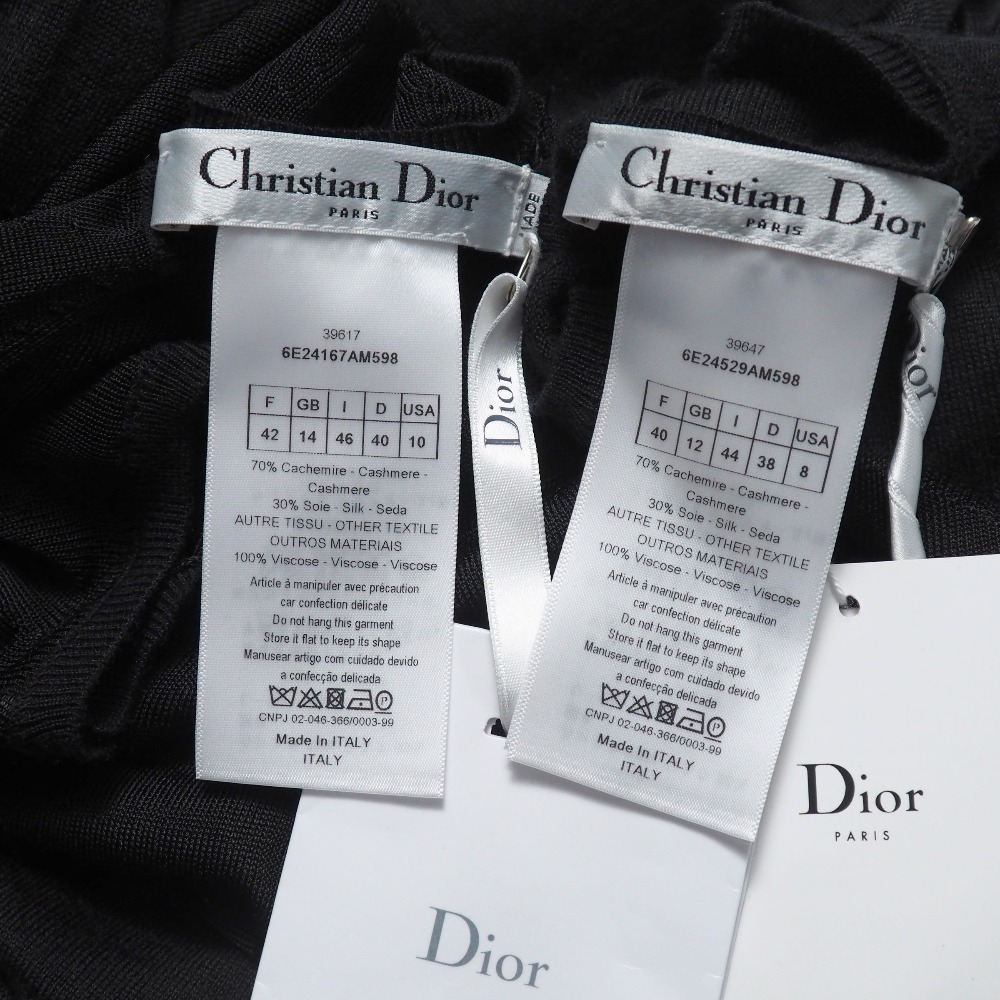 Christian Dior
PARIS
39617
6E24167AM598
F GB I D USA
42 14 46 40 10
70% Cachemire - Cashmere -
Cashmere
30% Soie - Silk - Seda
AUTRE TISSU - OTHER TEXTILE
OUTROS MATERIAIS
100% Viscose - Viscose - Viscose
Article à manipuler avec précaution
car confection délicate
Do not hang this garment
Store it flat to keep its shape
Manusear artigo com cuidado devido
a confecção delicada
CNPJ 02-046-366/0003-99
Made In ITALY
ITALY
Dior
Christian Dior
PARIS
39647
6E24529AM598
F GB I D USA
40 12 44 38 8
70% Cachemire - Cashmere -
Cashmere
30% Soie - Silk - Seda
AUTRE TISSU - OTHER TEXTILE
OUTROS MATERIAIS
100% Viscose - Viscose - Viscose
Article à manipuler avec précaution
car confection délicate
Do not hang this garment
Store it flat to keep its shape
Manusear artigo com cuidado devido
a confecção delicada
CNPJ 02-046-366/0003-99
Made In ITALY
ITALY
Dior
Dior
PARIS
Dior